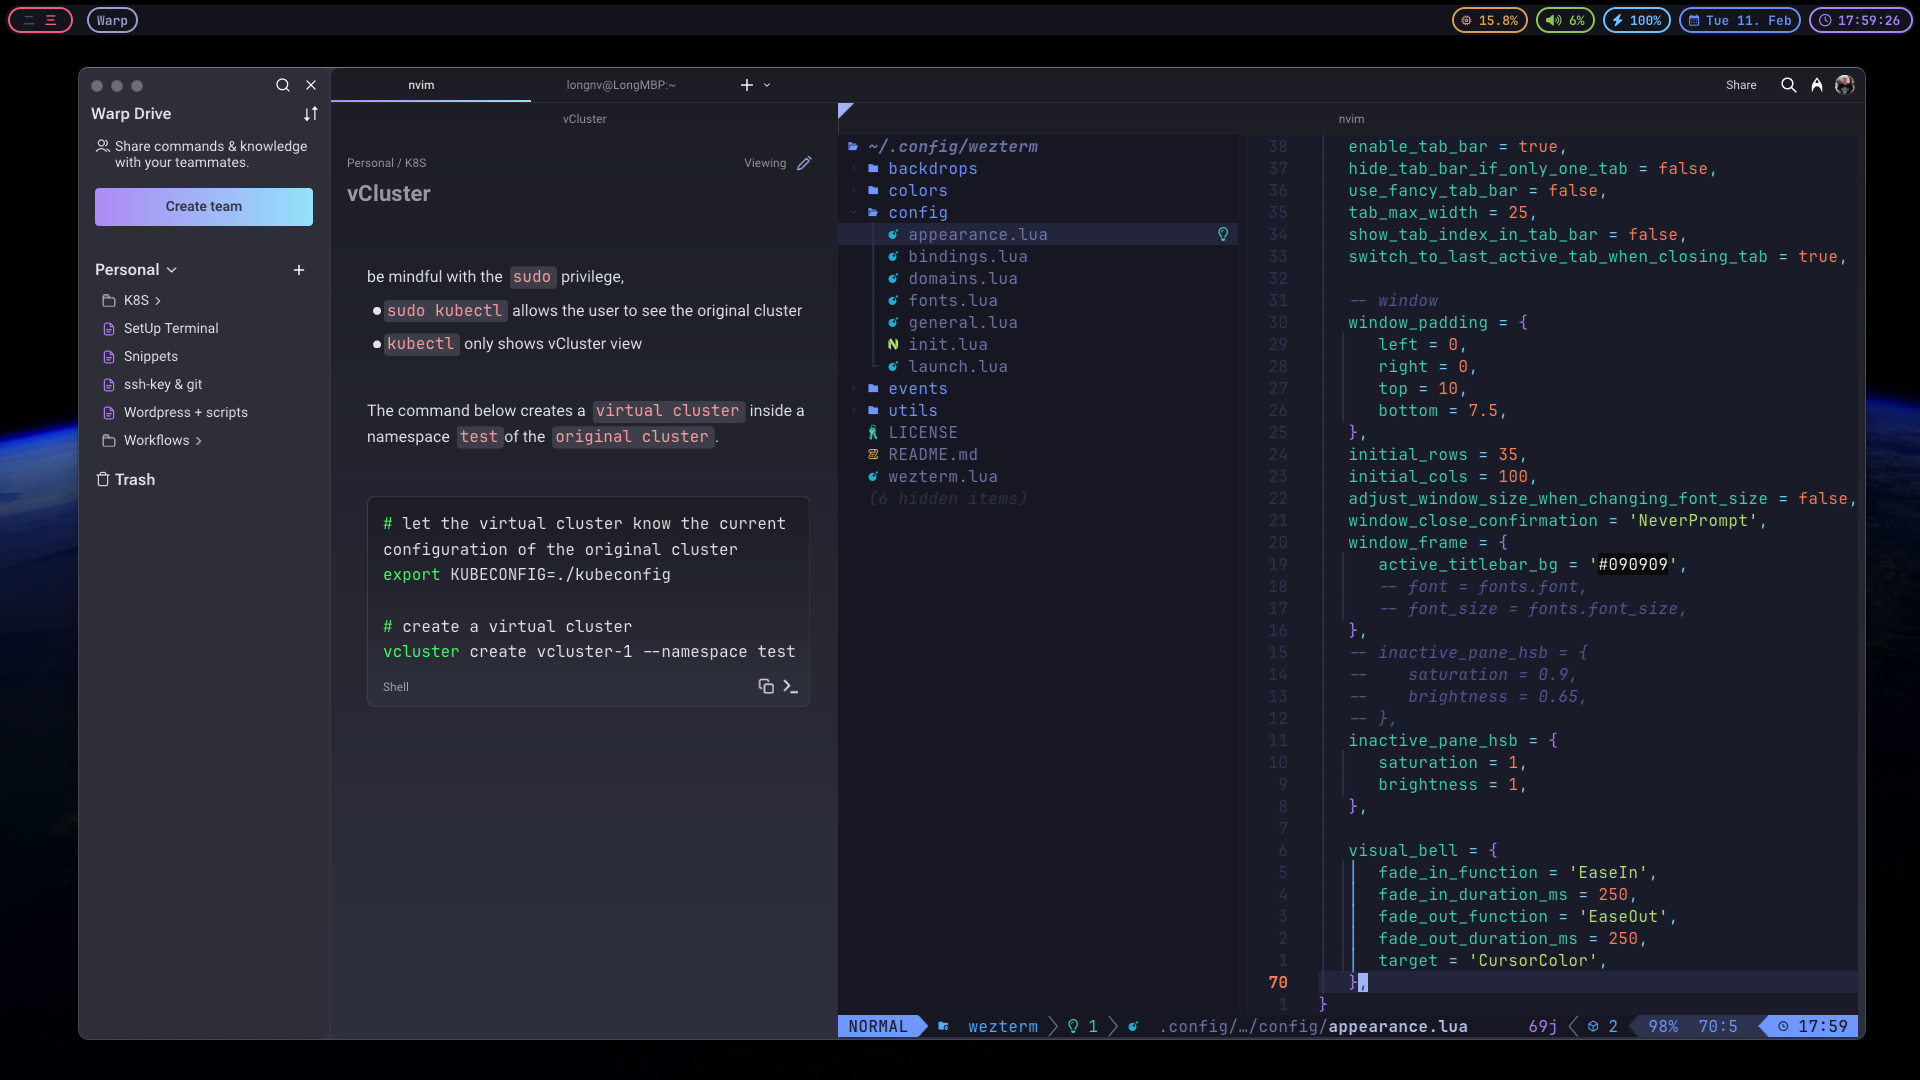 二 三
Warp
15.8%
6%
100%
Tue 11. Feb
17:59:26
nvim
longnv@LongMBP:~
Share
Warp Drive
Share commands & knowledge
with your teammates.
Create team
Personal
K8S
SetUp Terminal
Snippets
ssh-key & git
Wordpress + scripts
Workflows
Trash
vCluster
Personal / K8S
Viewing
vCluster
be mindful with the sudo privilege,
● sudo kubectl allows the user to see the original cluster
● kubectl only shows vCluster view
The command below creates a virtual cluster inside a
namespace test of the original cluster.
# let the virtual cluster know the current
configuration of the original cluster
export KUBECONFIG=./kubeconfig
# create a virtual cluster
vcluster create vcluster-1 --namespace test
Shell
nvim
~/.config/wezterm
backdrops
colors
config
appearance.lua
bindings.lua
domains.lua
fonts.lua
general.lua
init.lua
launch.lua
events
utils
LICENSE
README.md
wezterm.lua
(6 hidden items)
38 enable_tab_bar = true,
37 hide_tab_bar_if_only_one_tab = false,
36 use_fancy_tab_bar = false,
35 tab_max_width = 25,
34 show_tab_index_in_tab_bar = false,
33 switch_to_last_active_tab_when_closing_tab = true,
32
31 -- window
30 window_padding = {
29 left = 0,
28 right = 0,
27 top = 10,
26 bottom = 7.5,
25 },
24 initial_rows = 35,
23 initial_cols = 100,
22 adjust_window_size_when_changing_font_size = false,
21 window_close_confirmation = 'NeverPrompt',
20 window_frame = {
19 active_titlebar_bg = '#090909',
18 -- font = fonts.font,
17 -- font_size = fonts.font_size,
16 },
15 -- inactive_pane_hsb = {
14 -- saturation = 0.9,
13 -- brightness = 0.65,
12 -- },
11 inactive_pane_hsb = {
10 saturation = 1,
9 brightness = 1,
8 },
7
6 visual_bell = {
5 fade_in_function = 'EaseIn',
4 fade_in_duration_ms = 250,
3 fade_out_function = 'EaseOut',
2 fade_out_duration_ms = 250,
1 target = 'CursorColor',
70 },
1 }
NORMAL wezterm 1 .config/…/config/appearance.lua 69j 2 98% 70:5 17:59